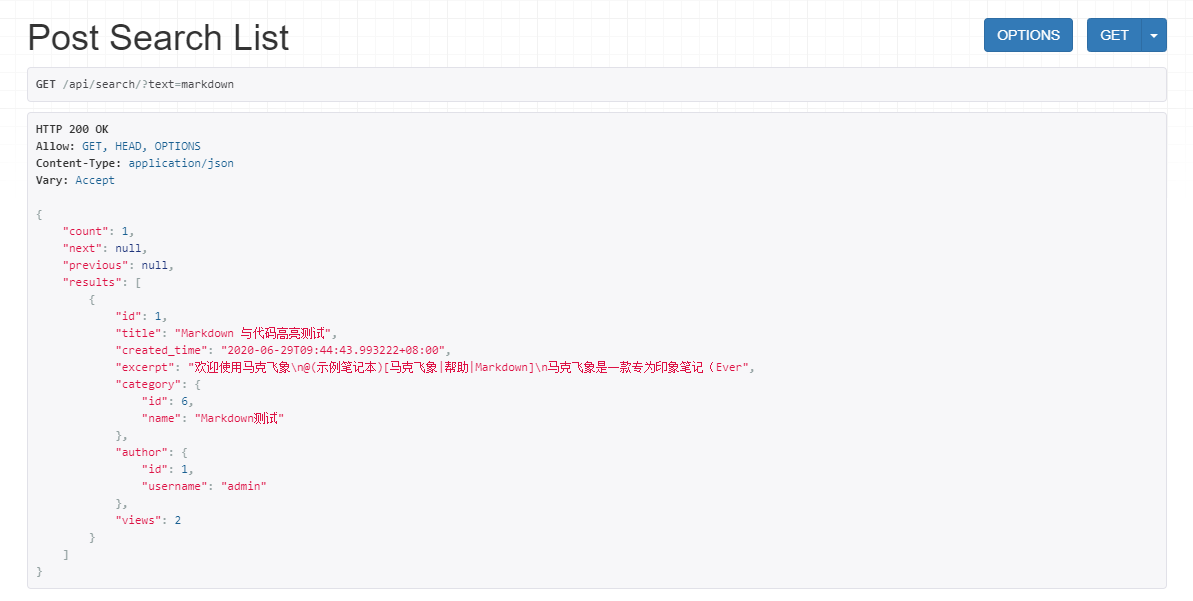 Post Search List
OPTIONS
GET
GET /api/search/?text=markdown
HTTP 200 OK
Allow: GET, HEAD, OPTIONS
Content-Type: application/json
Vary: Accept
{
    "count": 1,
    "next": null,
    "previous": null,
    "results": [
        {
            "id": 1,
            "title": "Markdown 与代码高亮测试",
            "created_time": "2020-06-29T09:44:43.993222+08:00",
            "excerpt": "欢迎使用马克飞象\n@(示例笔记本)[马克飞象|帮助|Markdown]\n马克飞象是一款专为印象笔记（Ever",
            "category": {
                "id": 6,
                "name": "Markdown测试"
            },
            "author": {
                "id": 1,
                "username": "admin"
            },
            "views": 2
        }
    ]
}